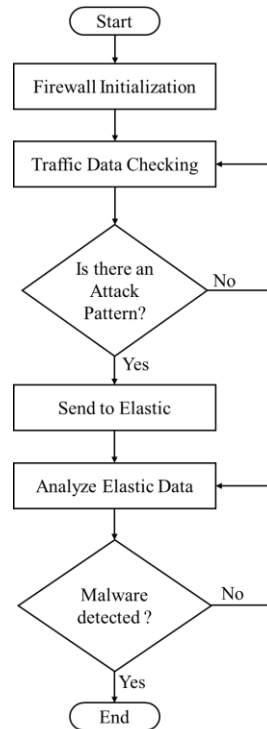 Start
Firewall Initialization
Traffic Data Checking
Is there an
Attack
Pattern?
No
Yes
Send to Elastic
Analyze Elastic Data
Malware
detected ?
No
Yes
End